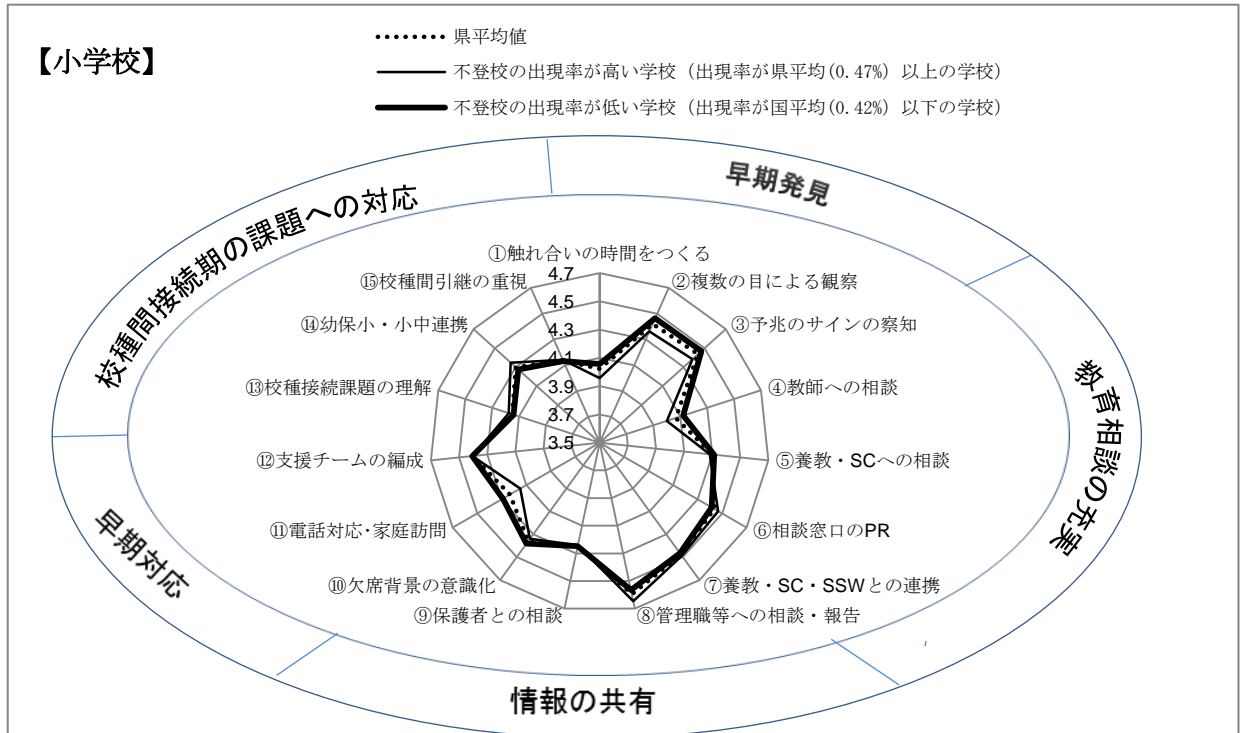 【小学校】
県平均値
不登校の出現率が高い学校（出現率が県平均(0.47%) 以上の学校）
不登校の出現率が低い学校（出現率が国平均(0.42%) 以下の学校）
早期発見
校種間接続期の課題への対応
教育相談の充実
早期対応
情報の共有
①触れ合いの時間をつくる
②複数の目による観察
③予兆のサインの察知
④教師への相談
⑤養教・SCへの相談
⑥相談窓口のPR
⑦養教・SC・SSWとの連携
⑧管理職等への相談・報告
⑨保護者との相談
⑩欠席背景の意識化
⑪電話対応・家庭訪問
⑫支援チームの編成
⑬校種接続課題の理解
⑭幼保小・小中連携
⑮校種間引継の重視
4.7
4.5
4.3
4.1
3.9
3.7
3.5